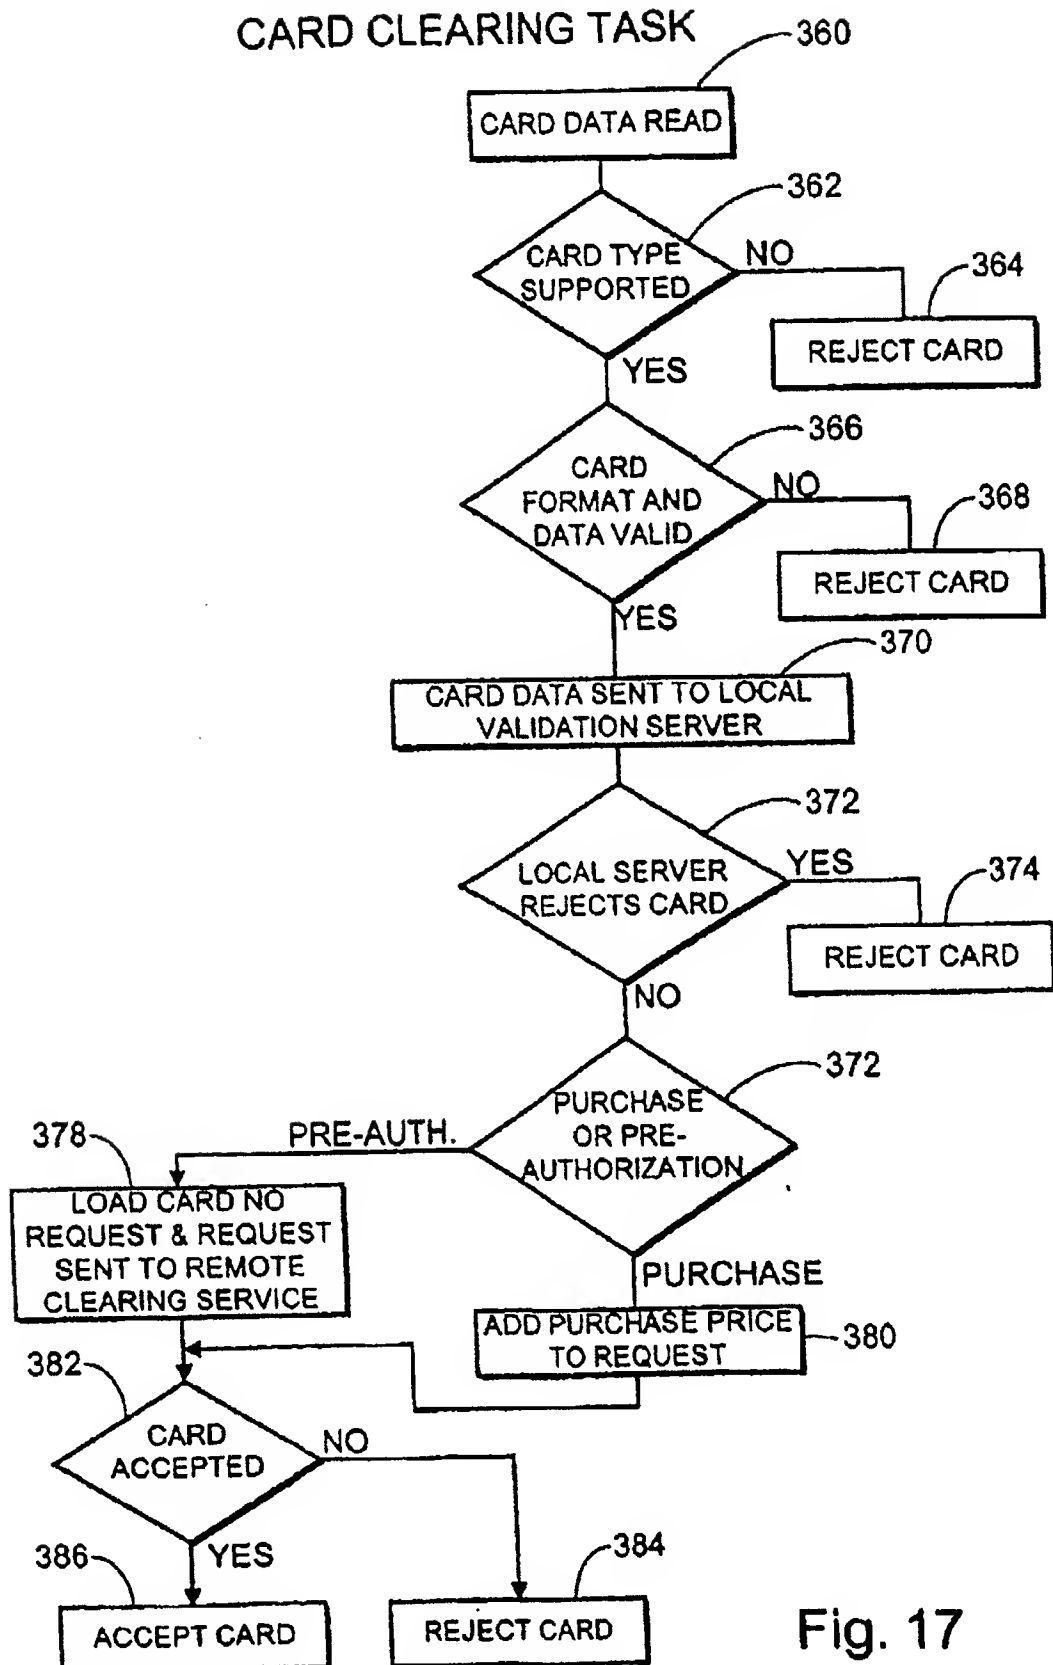 CARD CLEARING TASK
360
CARD DATA READ
362
CARD TYPE
SUPPORTED
NO
364
REJECT CARD
YES
366
CARD
FORMAT AND
DATA VALID
NO
368
REJECT CARD
YES
370
CARD DATA SENT TO LOCAL
VALIDATION SERVER
372
LOCAL SERVER
REJECTS CARD
YES
374
REJECT CARD
NO
372
PURCHASE
OR PRE-
AUTHORIZATION
PRE-AUTH.
378
LOAD CARD NO
REQUEST & REQUEST
SENT TO REMOTE
CLEARING SERVICE
PURCHASE
ADD PURCHASE PRICE
TO REQUEST
380
382
CARD
ACCEPTED
NO
YES
386
ACCEPT CARD
384
REJECT CARD
Fig. 17